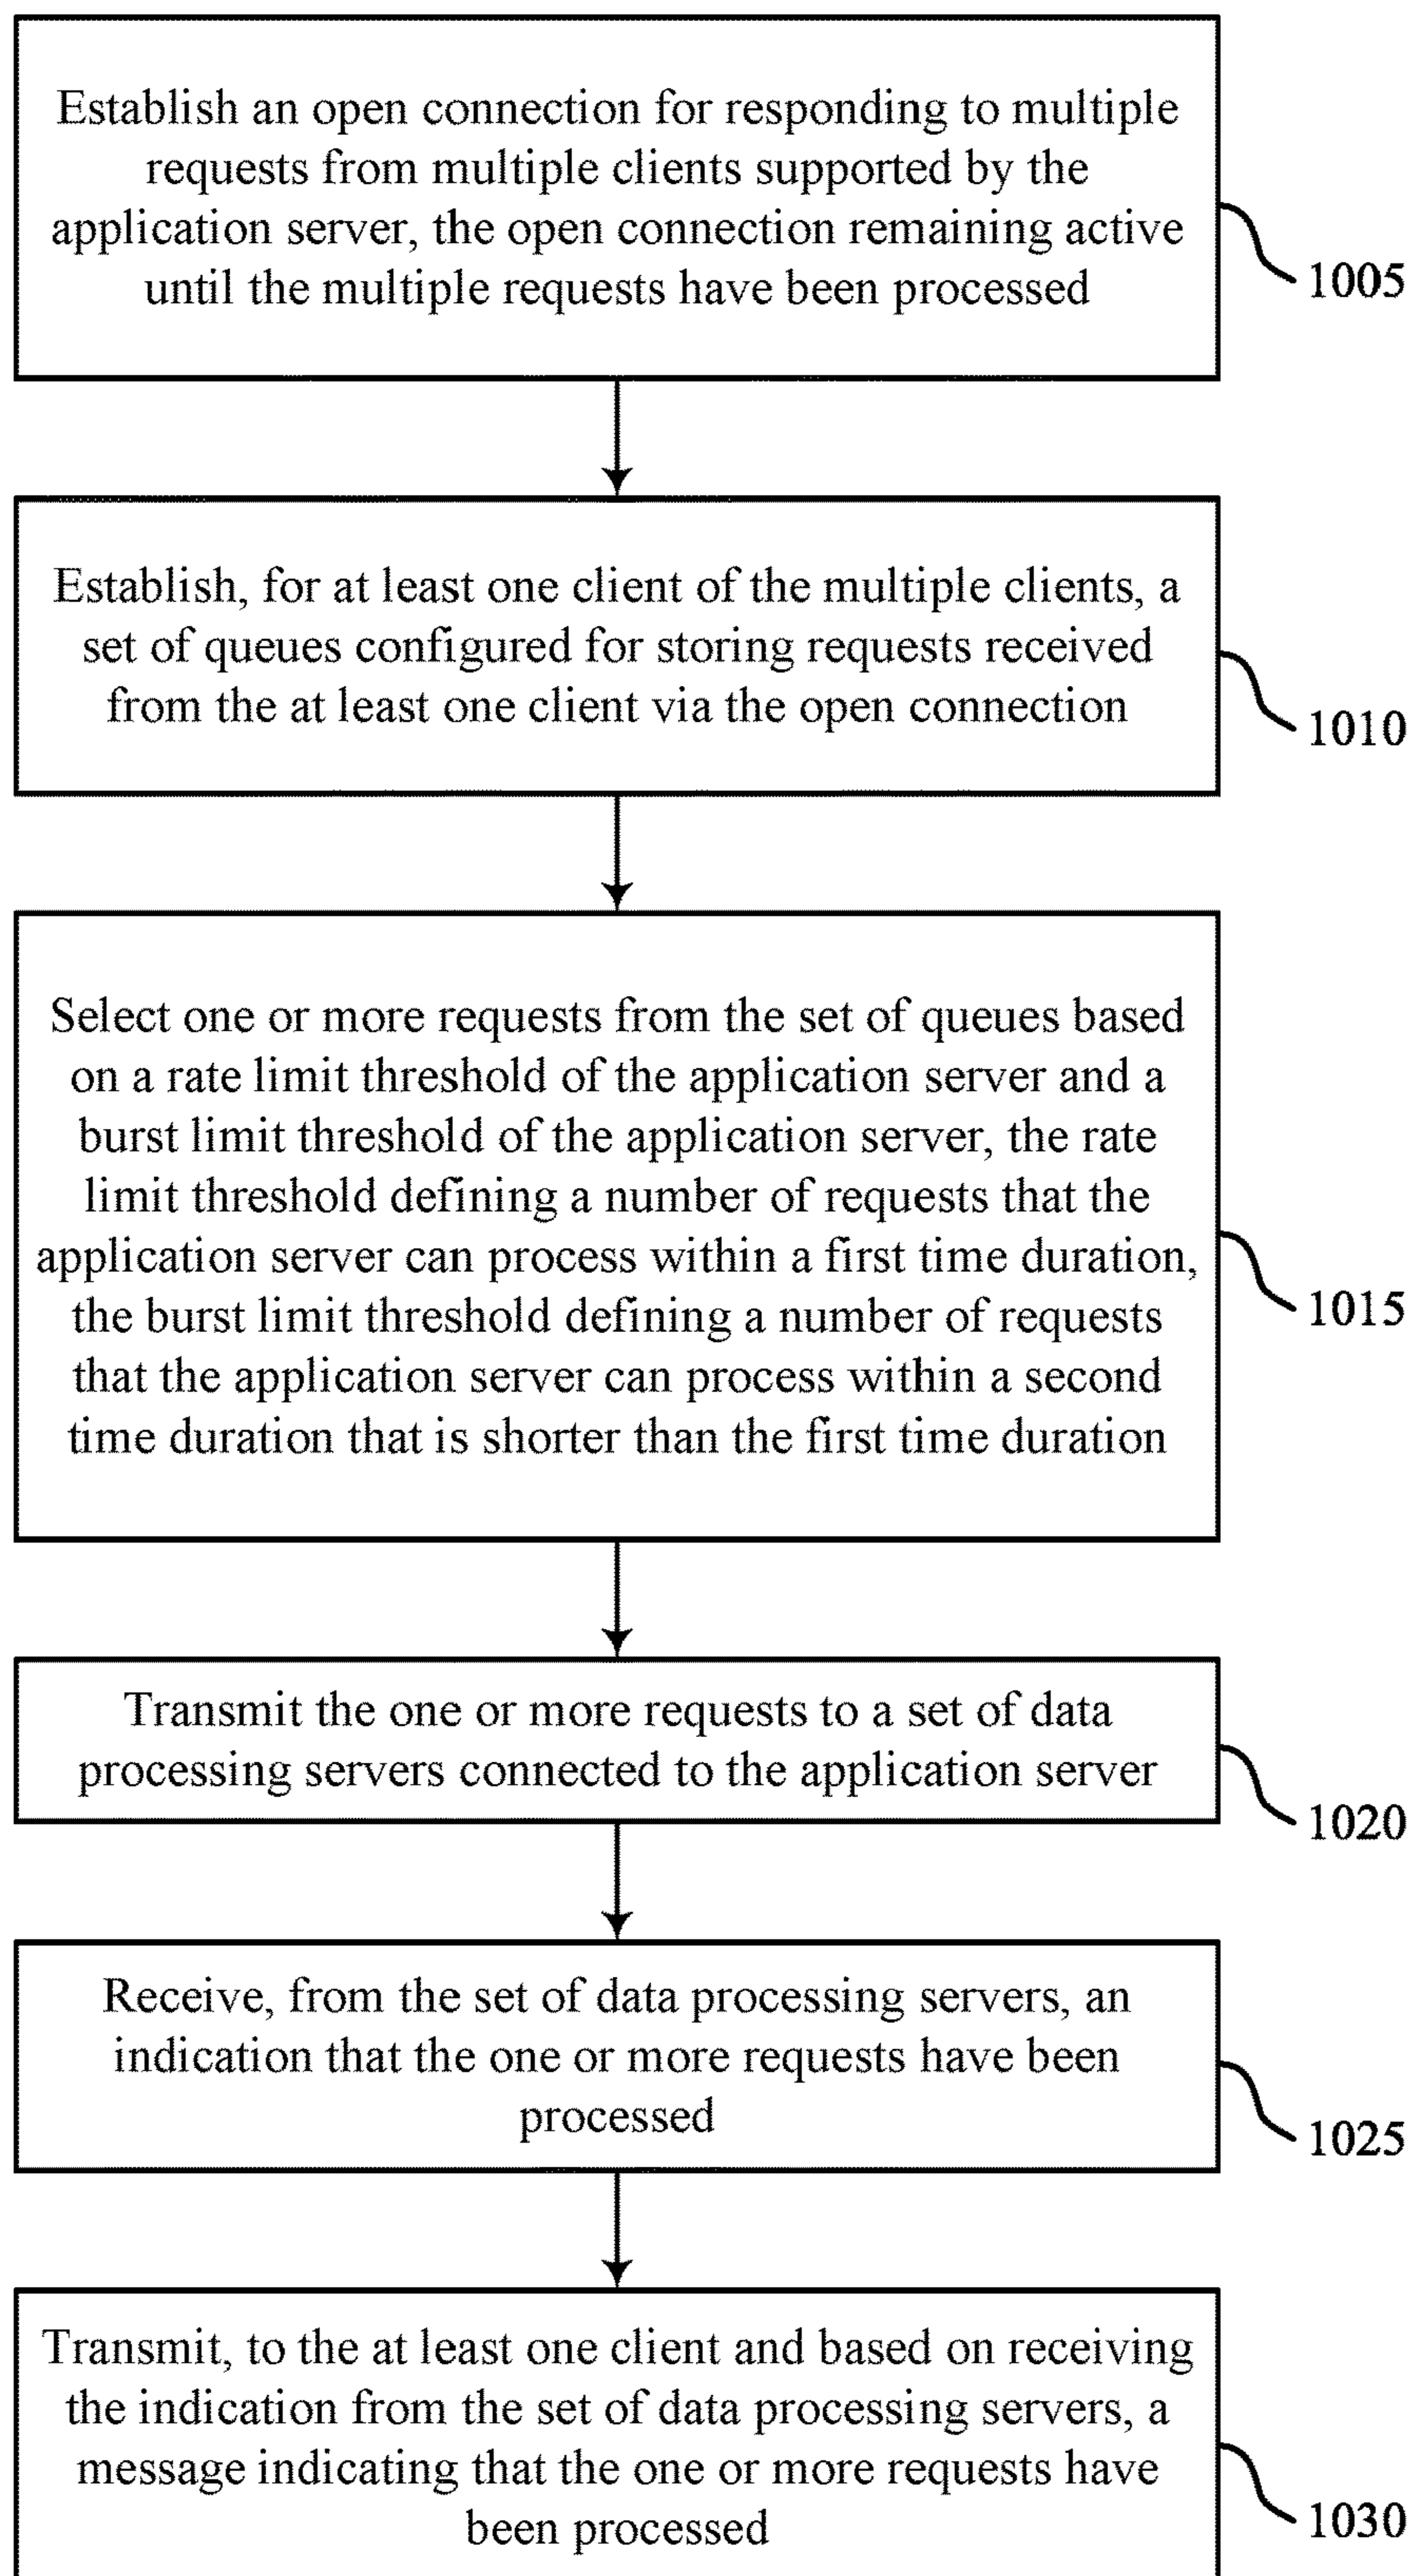 Establish an open connection for responding to multiple
requests from multiple clients supported by the
application server, the open connection remaining active
until the multiple requests have been processed
1005
Establish, for at least one client of the multiple clients, a
set of queues configured for storing requests received
from the at least one client via the open connection
1010
Select one or more requests from the set of queues based
on a rate limit threshold of the application server and a
burst limit threshold of the application server, the rate
limit threshold defining a number of requests that the
application server can process within a first time duration,
the burst limit threshold defining a number of requests
that the application server can process within a second
time duration that is shorter than the first time duration
1015
Transmit the one or more requests to a set of data
processing servers connected to the application server
1020
Receive, from the set of data processing servers, an
indication that the one or more requests have been
processed
1025
Transmit, to the at least one client and based on receiving
the indication from the set of data processing servers, a
message indicating that the one or more requests have
been processed
1030